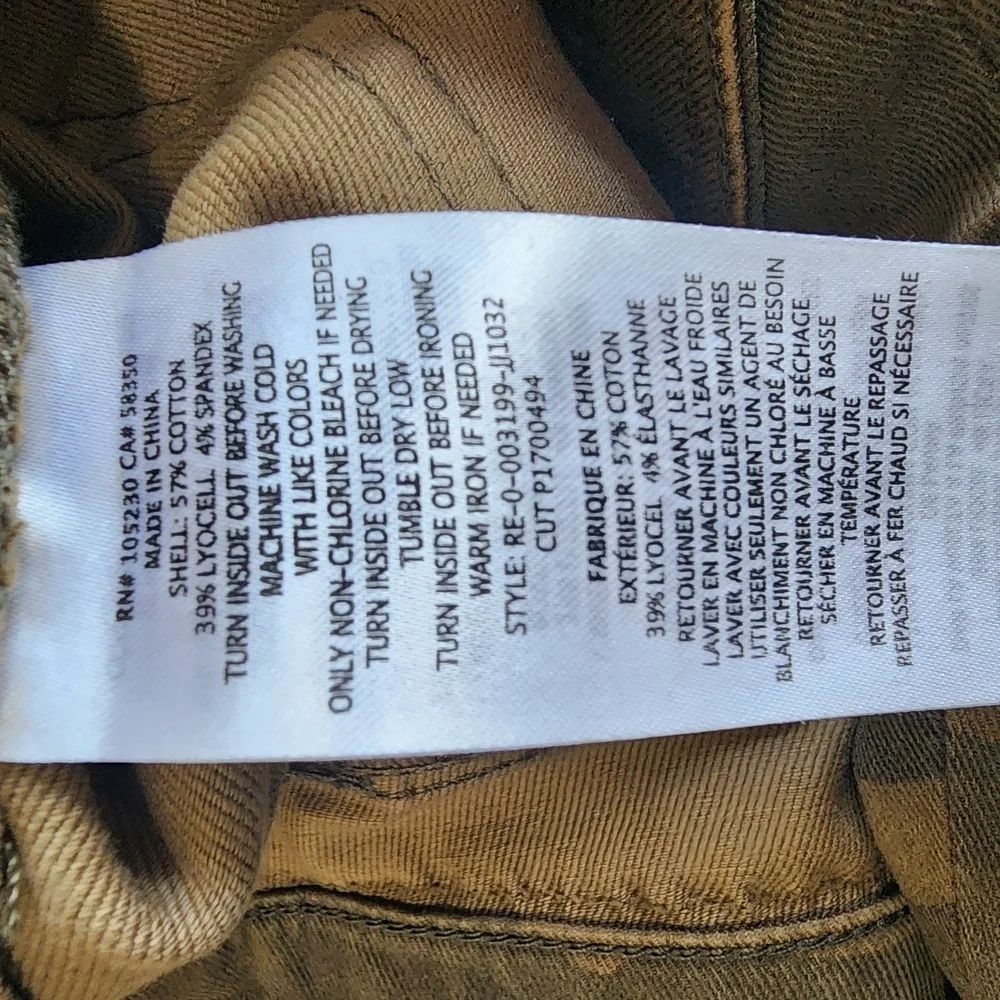 RN# 105230 CA# 58350
MADE IN CHINA
SHELL: 57% COTTON
39% LYOCELL 4% SPANDEX
TURN INSIDE OUT BEFORE WASHING
MACHINE WASH COLD
WITH LIKE COLORS
ONLY NON-CHLORINE BLEACH IF NEEDED
TURN INSIDE OUT BEFORE DRYING
TUMBLE DRY LOW
TURN INSIDE OUT BEFORE IRONING
WARM IRON IF NEEDED
STYLE: RE-0-003199-JJ1032
CUT P1700494
FABRIQUE EN CHINE
EXTÉRIEUR: 57% COTON
39% LYOCEL 4% ÉLASTHANNE
RETOURNER AVANT LE LAVAGE
LAVER EN MACHINE À L'EAU FROIDE
LAVER AVEC COULEURS SIMILAIRES
UTILISER SEULEMENT UN AGENT DE
BLANCHIMENT NON CHLORÉ AU BESOIN
RETOURNER AVANT LE SÉCHAGE
SÉCHER EN MACHINE À BASSE
TEMPÉRATURE
RETOURNER AVANT LE REPASSAGE
REPASSER À FER CHAUD SI NÉCESSAIRE